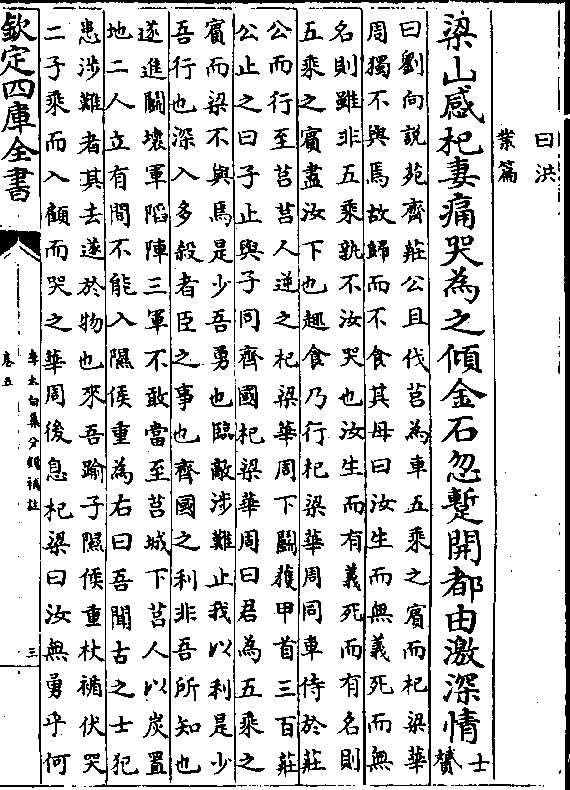 曰洪
業篇
梁山感杞妻痛哭為之傾金石忽蹔開都由激深情士
贇
曰劉向說苑齊莊公且伐莒為車五乘之賓而杞梁華
周獨不與焉故歸而不食其母曰汝生而無義死而無
名則雖非五乘孰不汝哭也汝生而有義死而有名則
五乘之賓盡汝下也趣食乃行杞梁華周同車侍於莊
公而行至莒莒人逆之杞梁華周下鬭獲甲首三百莊
公止之曰子止與子同齊國杞梁華周曰君為五乘之
賓而梁不與焉是少吾勇也臨敵涉難止我以利是少
吾行也深入多殺者臣之事也齊國之利非吾所知也
遂進鬭壞軍䧟陣三軍不敢當至莒城下莒人以炭置
地二人立有間不能入隰侯重為右曰吾聞古之士犯
患涉難者其去遂於物也來吾踰子隰侯重杖楯伏哭
二子乘而入顧而哭之華周後息杞梁曰汝無勇乎何
欽定四庫全書
李太白集分類補註
卷五
三